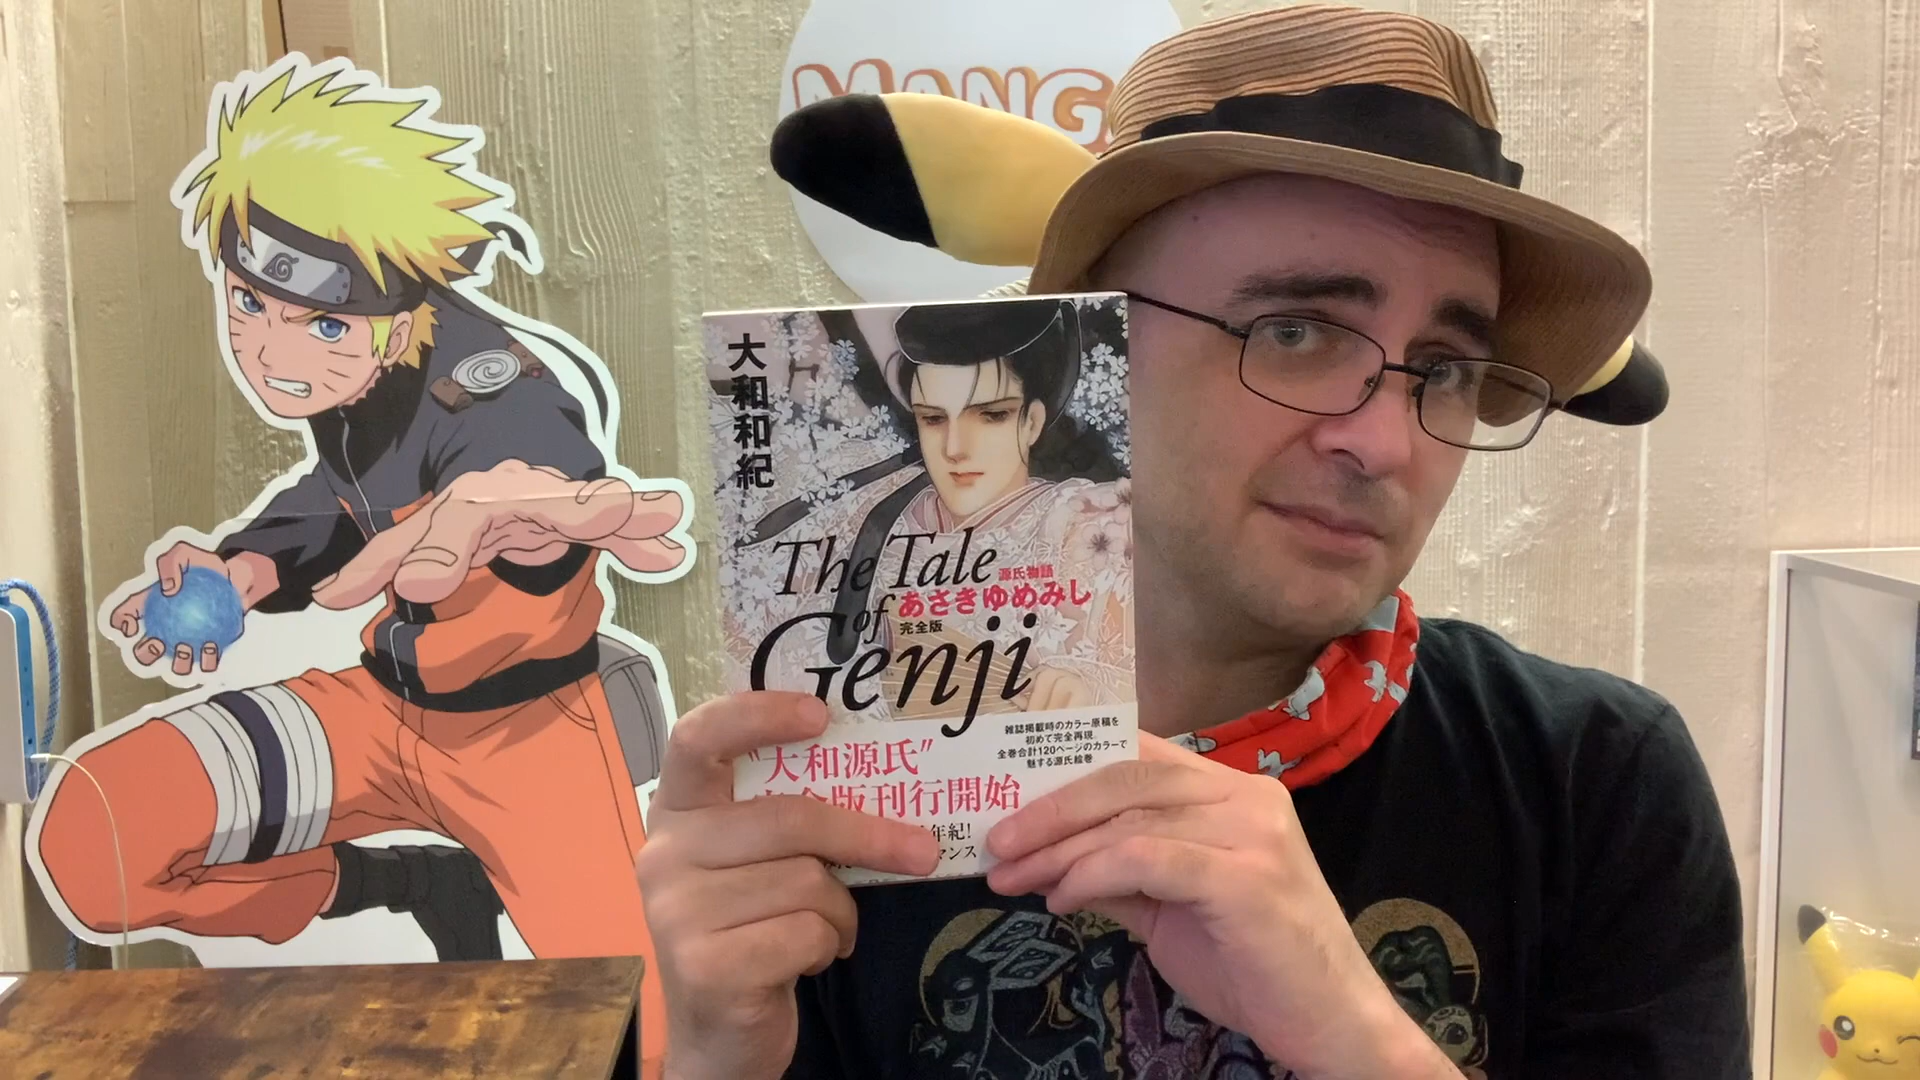 MANGA
大和和紀
The Tale
of
Genji
源氏物語
あさきゆめみし
完全版
雑誌掲載時のカラー原稿を
初めて完全再現。
全巻合計120ページのカラーで
魅する源氏絵巻
"大和源氏"
完全版刊行開始
年紀!
マンス